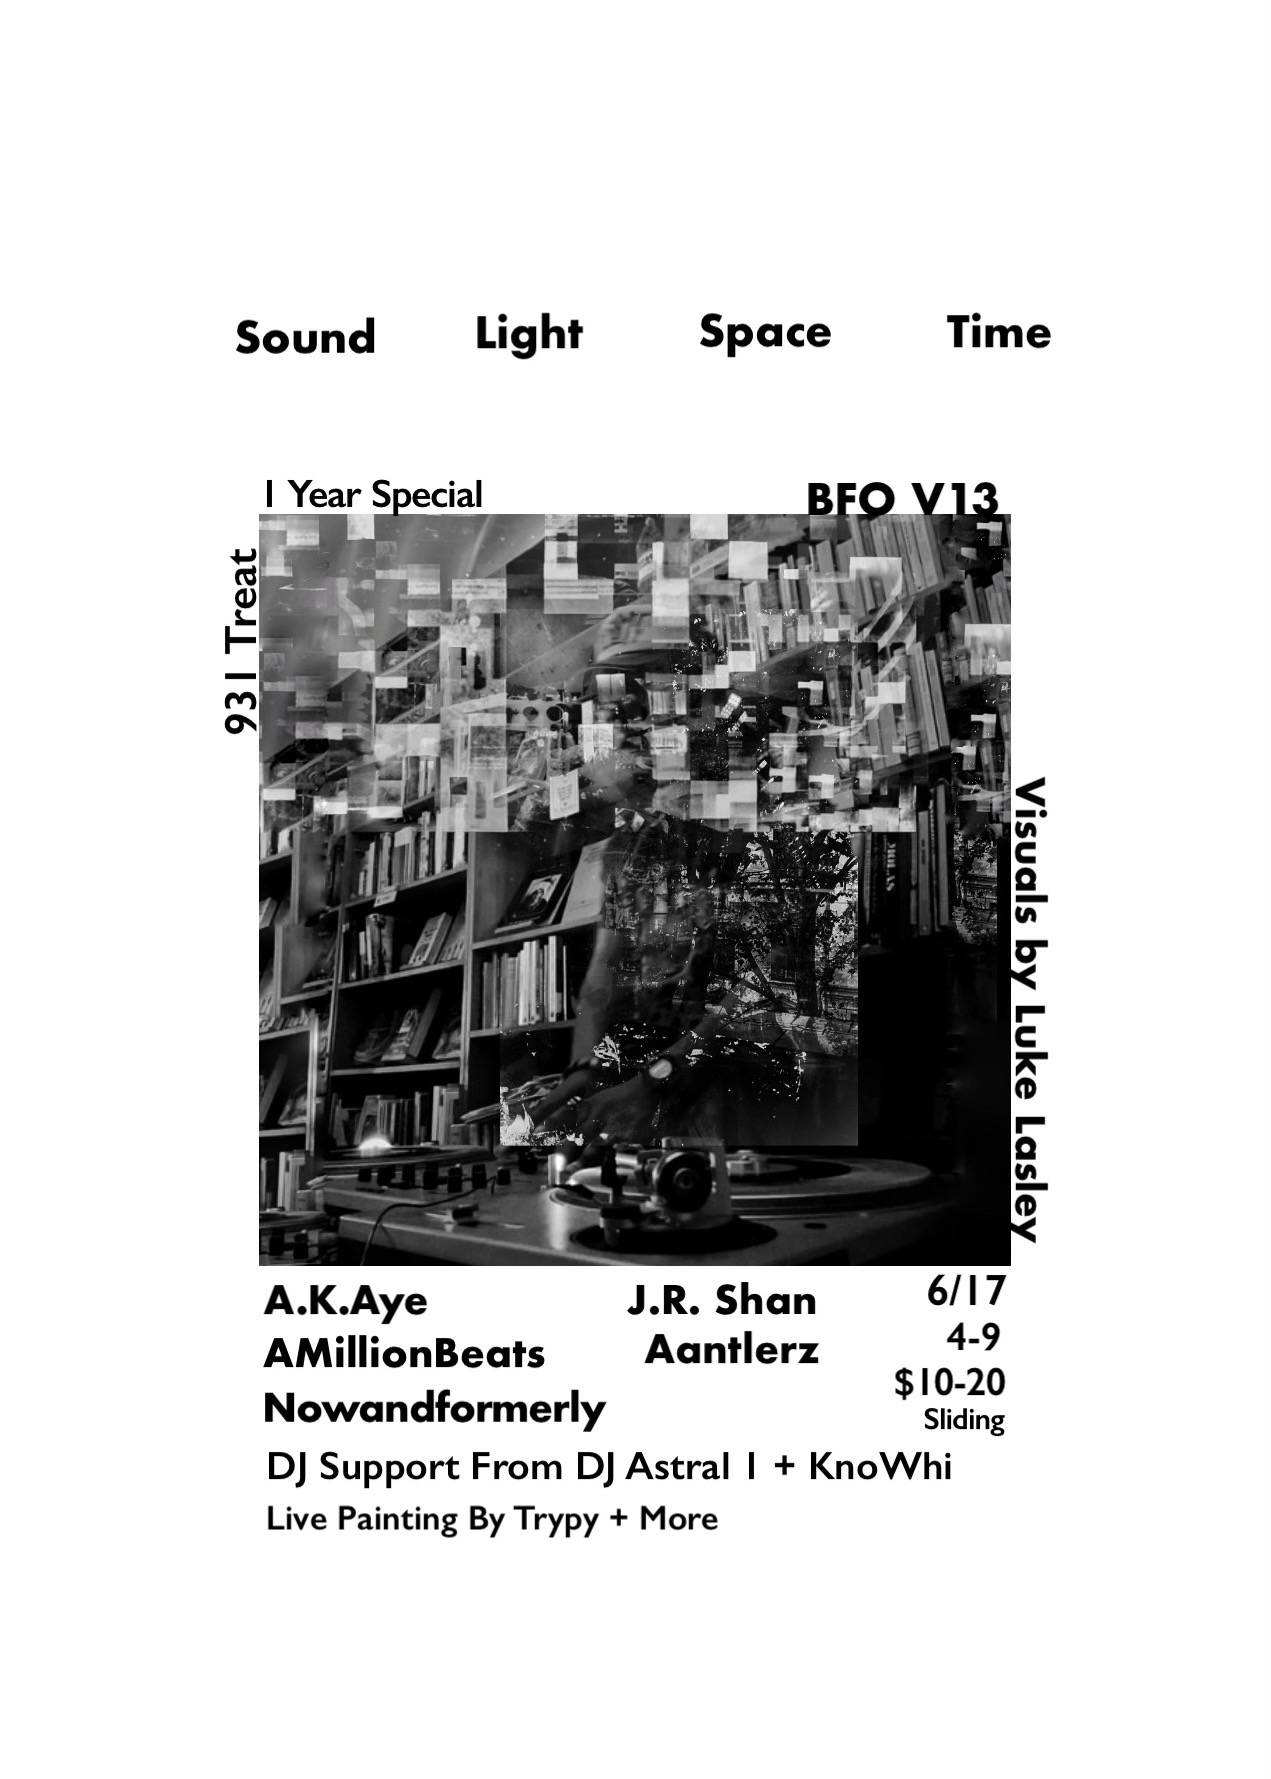 Sound Light Space Time
1 Year Special
BFO V13
931 Treat
Visuals by Luke Lasley
A.K.Aye
AMillionBeats
Nowandformerly
J.R. Shan
Aantlerz
6/17
4-9
$10-20
Sliding
DJ Support From DJ Astral 1 + KnoWhi
Live Painting By Trypy + More